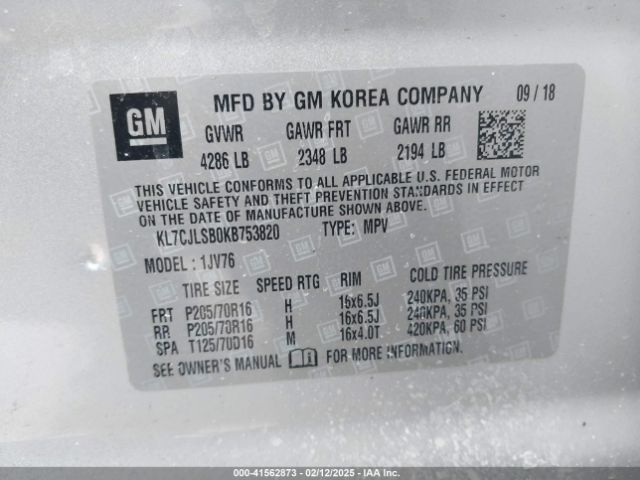 GM MFD BY GM KOREA COMPANY 09/18
GVWR GAWR FRT GAWR RR
4286 LB 2348 LB 2194 LB
THIS VEHICLE CONFORMS TO ALL APPLICABLE U.S. FEDERAL MOTOR
VEHICLE SAFETY AND THEFT PREVENTION STANDARDS IN EFFECT
ON THE DATE OF MANUFACTURE SHOWN ABOVE.
KL7CJLSB0KB753820 TYPE: MPV
MODEL: 1JV76
TIRE SIZE SPEED RTG RIM COLD TIRE PRESSURE
FRT P205/70R16 H 16x6.5J 240KPA, 35 PSI
RR P205/70R16 H 16x6.5J 240KPA, 35 PSI
SPA T125/70D16 M 16x4.0T 420KPA, 60 PSI
SEE OWNER'S MANUAL FOR MORE INFORMATION.
000-41562873 - 02/12/2025 - IAA Inc.